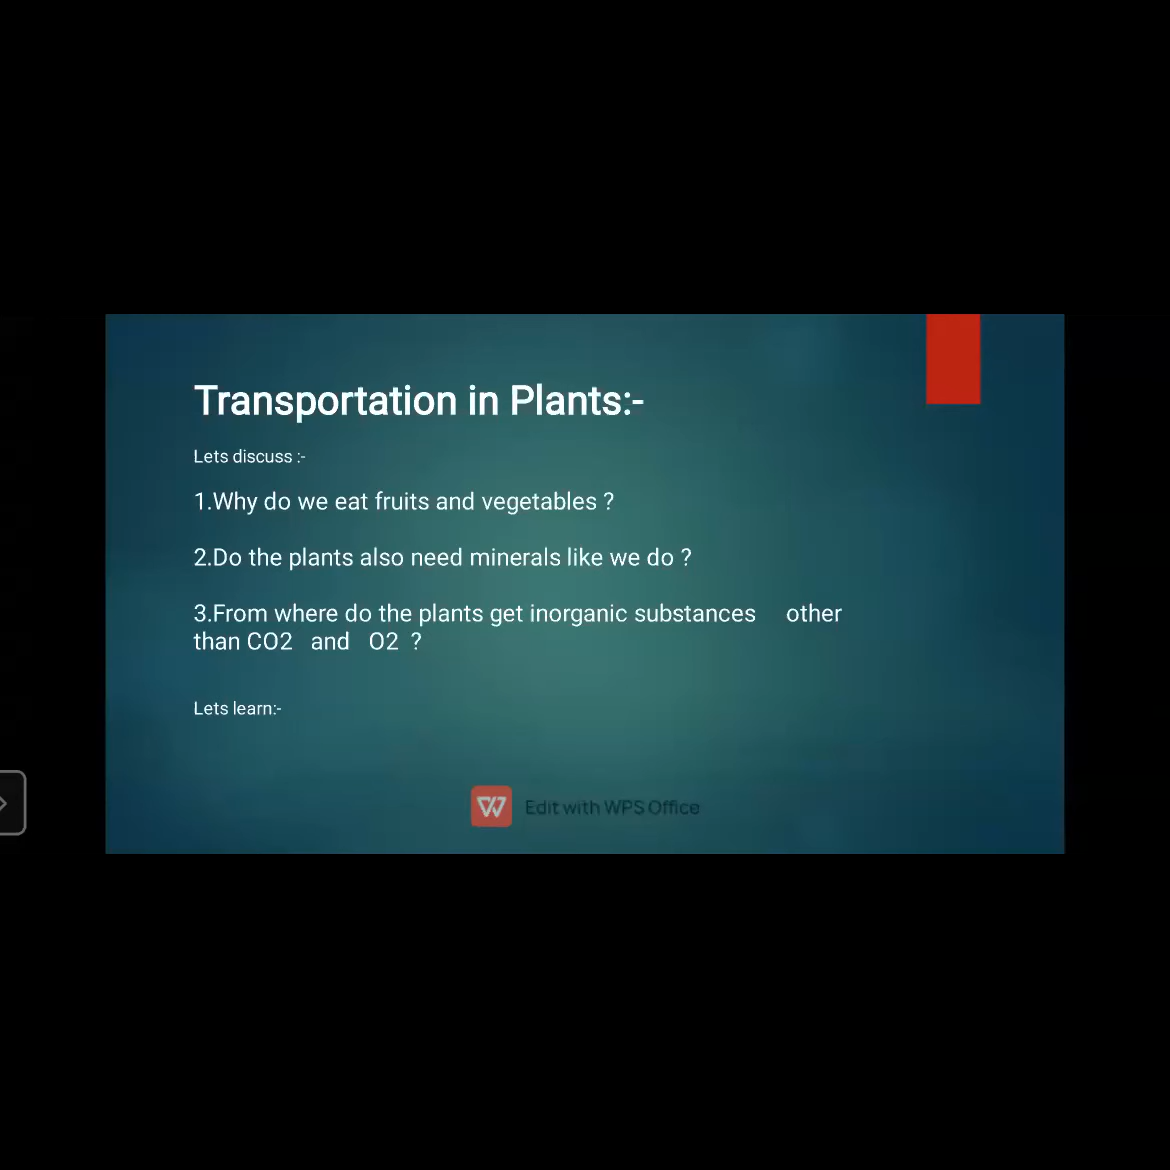 Transportation in Plants:-
Lets discuss :-
1.Why do we eat fruits and vegetables ?
2.Do the plants also need minerals like we do ?
3.From where do the plants get inorganic substances other
than CO2 and O2 ?
Lets learn:-
Edit with WPS Office